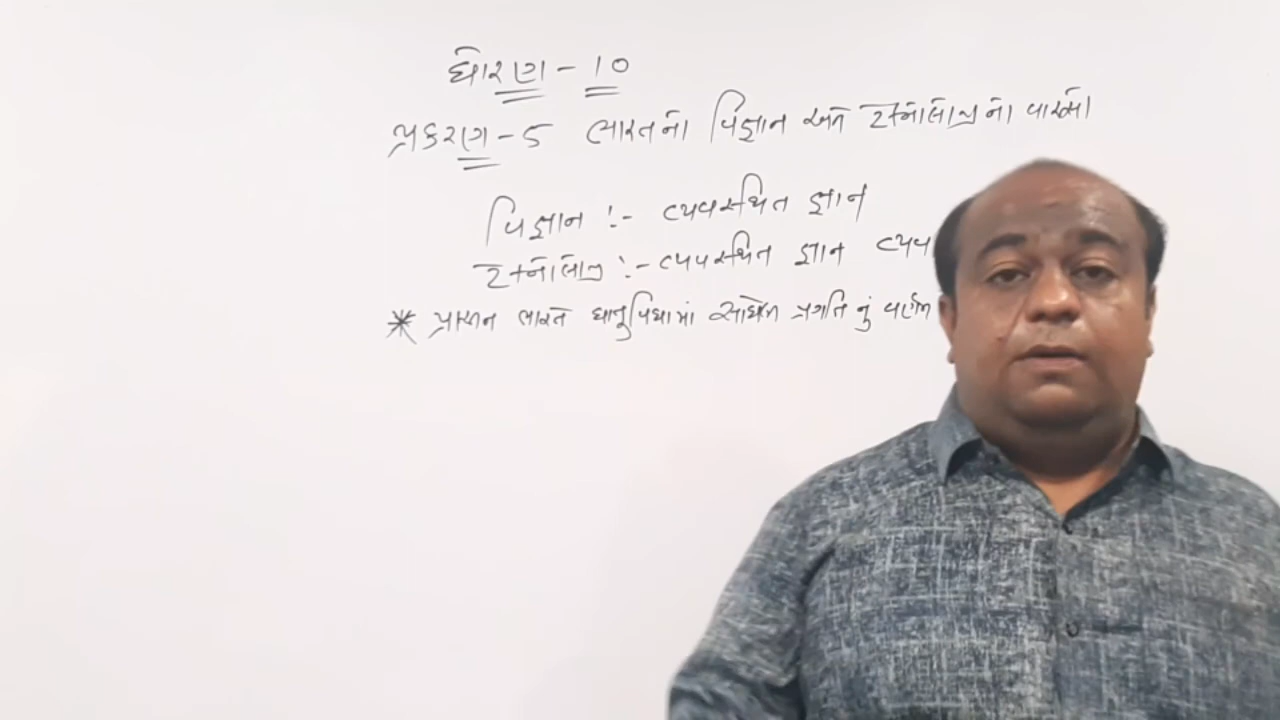 ધોરણ - 10
પ્રકરણ - 5 ભારતનો વિજ્ઞાન અને ટેક્નોલોજીનો વારસો
વિજ્ઞાન :- વ્યવસ્થિત જ્ઞાન
ટેક્નોલોજી :- વ્યવસ્થિત જ્ઞાન વ્યવ
* પ્રાચીન ભારતે ધાતુવિદ્યામાં સાધેલ પ્રગતિ નું વર્ણન